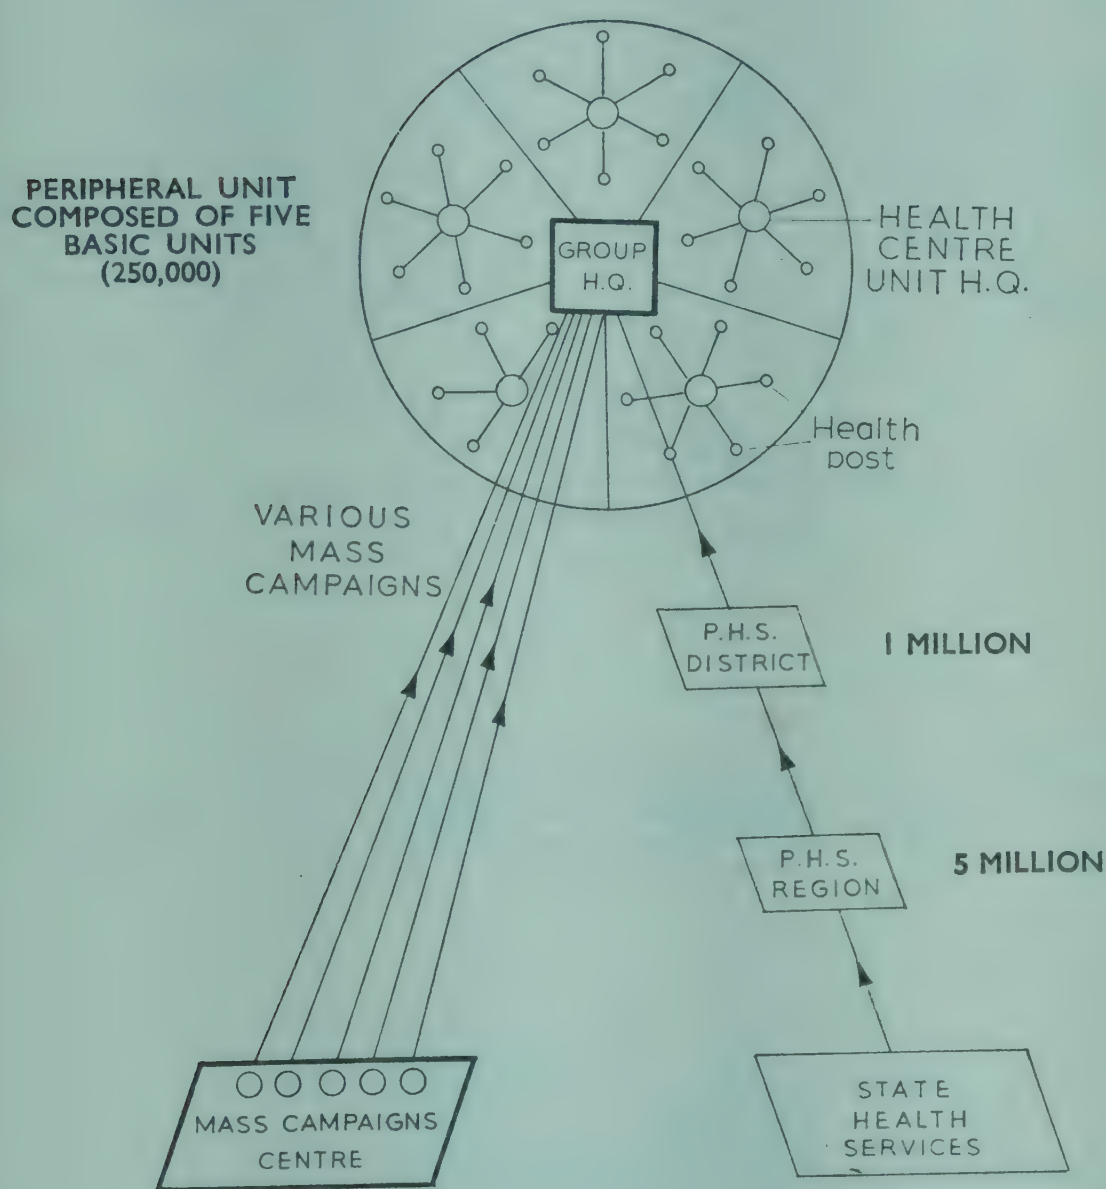 PERIPHERAL UNIT
COMPOSED OF FIVE
BASIC UNITS
(250,000)
GROUP
H.Q.
HEALTH
CENTRE
UNIT H.Q.
Health
post
VARIOUS
MASS
CAMPAIGNS
P.H.S.
DISTRICT
1 MILLION
P.H.S.
REGION
5 MILLION
MASS CAMPAIGNS
CENTRE
STATE
HEALTH
SERVICES